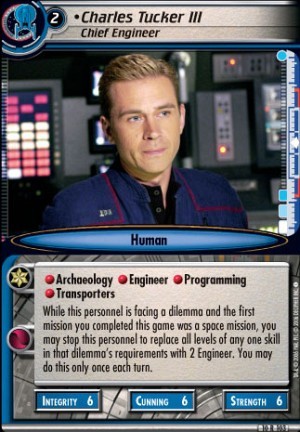 2
•Charles Tucker III
Chief Engineer
Human
Archaeology Engineer Programming
Transporters
While this personnel is facing a dilemma and the first
mission you completed this game was a space mission, you
may stop this personnel to replace all levels of any one skill
in that dilemma's requirements with 2 Engineer. You may
do this only once each turn.
Integrity 6 Cunning 6 Strength 6